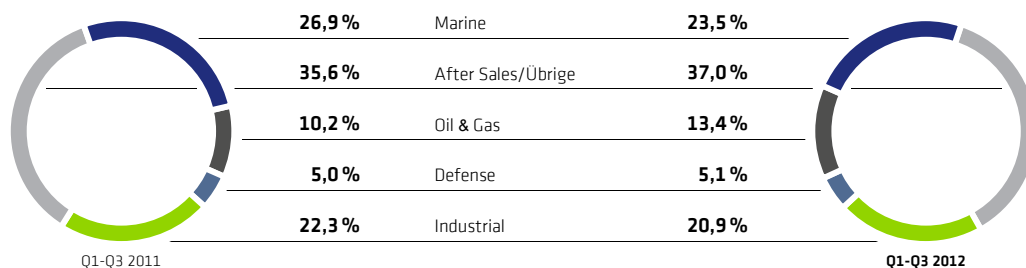 26,9 % Marine 23,5 %
35,6 % After Sales/Übrige 37,0 %
10,2 % Oil & Gas 13,4 %
5,0 % Defense 5,1 %
22,3 % Industrial 20,9 %
Q1-Q3 2011 Q1-Q3 2012